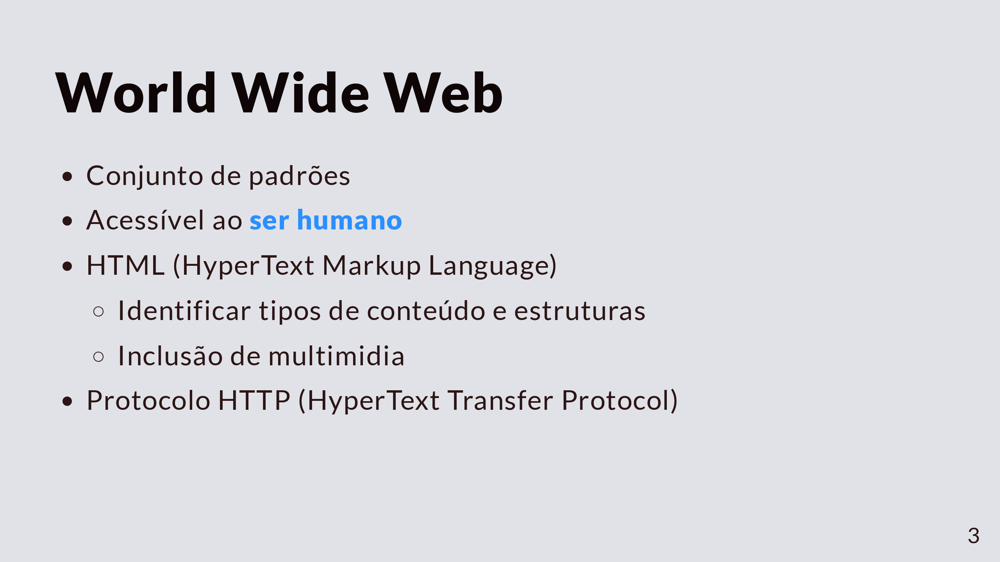 World Wide Web
• Conjunto de padrões
• Acessível ao ser humano
• HTML (HyperText Markup Language)
○ Identificar tipos de conteúdo e estruturas
○ Inclusão de multimidia
• Protocolo HTTP (HyperText Transfer Protocol)
3